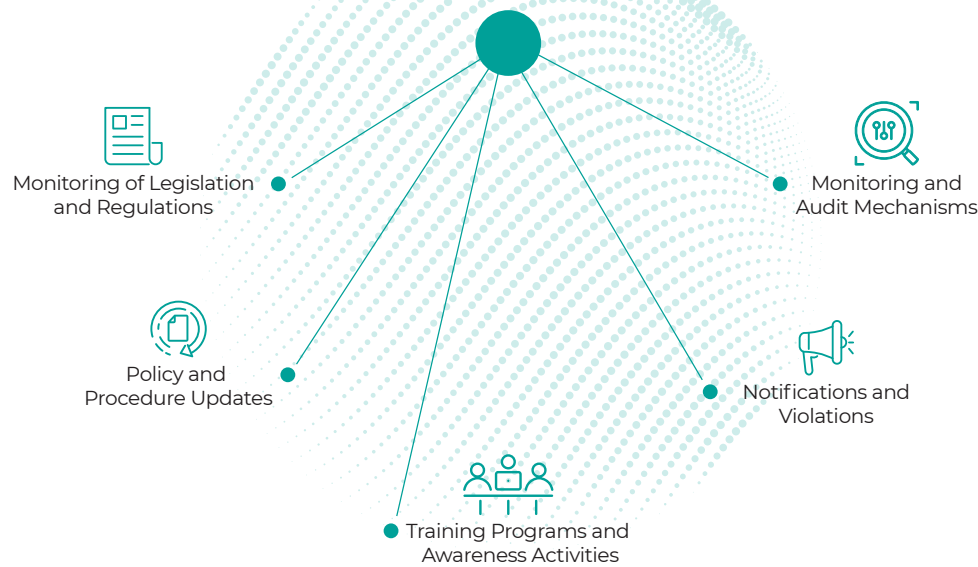 Monitoring of Legislation
and Regulations
Monitoring and
Audit Mechanisms
Policy and
Procedure Updates
Notifications and
Violations
Training Programs and
Awareness Activities